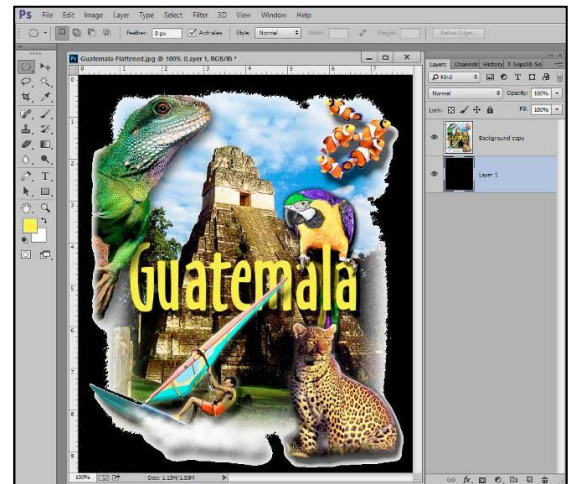 Ps File Edit Image Layer Type Select Filter 3D View Window Help
Feather: 0 px Anti-alias Style: Normal Width: Height: Refine Edge...
Guatemala Flattened.jpg @ 100% (Layer 1, RGB/8) *
Layers Channels History
Kind
Normal Opacity: 100%
Lock: Fill: 100%
Background copy
Layer 1
Guatemala
100% Doc: 1.13M/1.50M